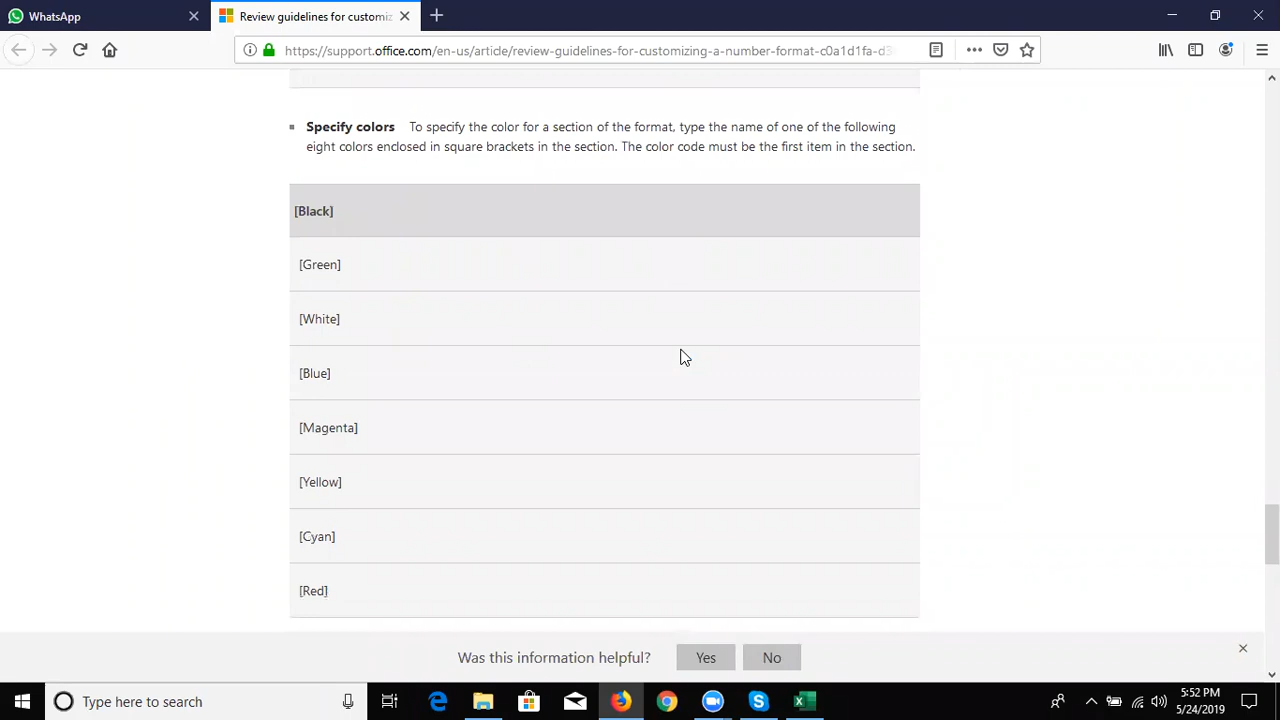 WhatsApp
Review guidelines for customiz
https://support.office.com/en-us/article/review-guidelines-for-customizing-a-number-format-c0a1d1fa-d3
Specify colors To specify the color for a section of the format, type the name of one of the following
eight colors enclosed in square brackets in the section. The color code must be the first item in the section.
[Black]
[Green]
[White]
[Blue]
[Magenta]
[Yellow]
[Cyan]
[Red]
Was this information helpful? Yes No
Type here to search
5:52 PM
5/24/2019